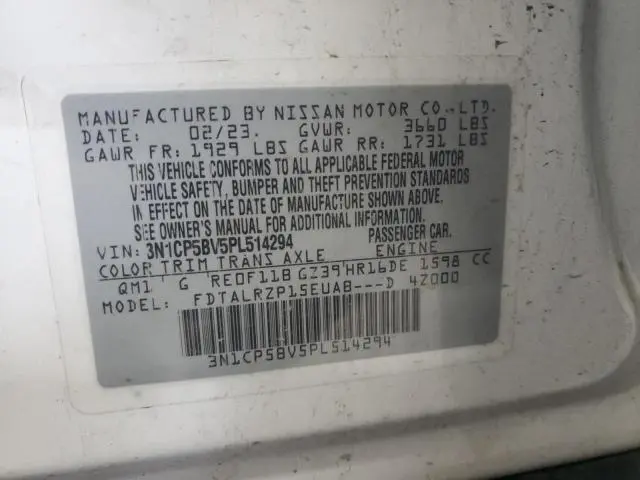 MANUFACTURED BY NISSAN MOTOR CO.,LTD.
DATE: 02/23. GVWR: 3660 LBS
GAWR FR: 1929 LBS GAWR RR: 1731 LBS
THIS VEHICLE CONFORMS TO ALL APPLICABLE FEDERAL MOTOR
VEHICLE SAFETY, BUMPER AND THEFT PREVENTION STANDARDS
IN EFFECT ON THE DATE OF MANUFACTURE SHOWN ABOVE.
SEE OWNER'S MANUAL FOR ADDITIONAL INFORMATION.
VIN: 3N1CP5BV5PL514294 PASSENGER CAR.
COLOR TRIM TRANS AXLE ENGINE
QM1 G RE0F11B GZ39 HR16DE 1598 CC
MODEL: FDTALRZP15EUAB---D 4Z000
3N1CP5BV5PL514294